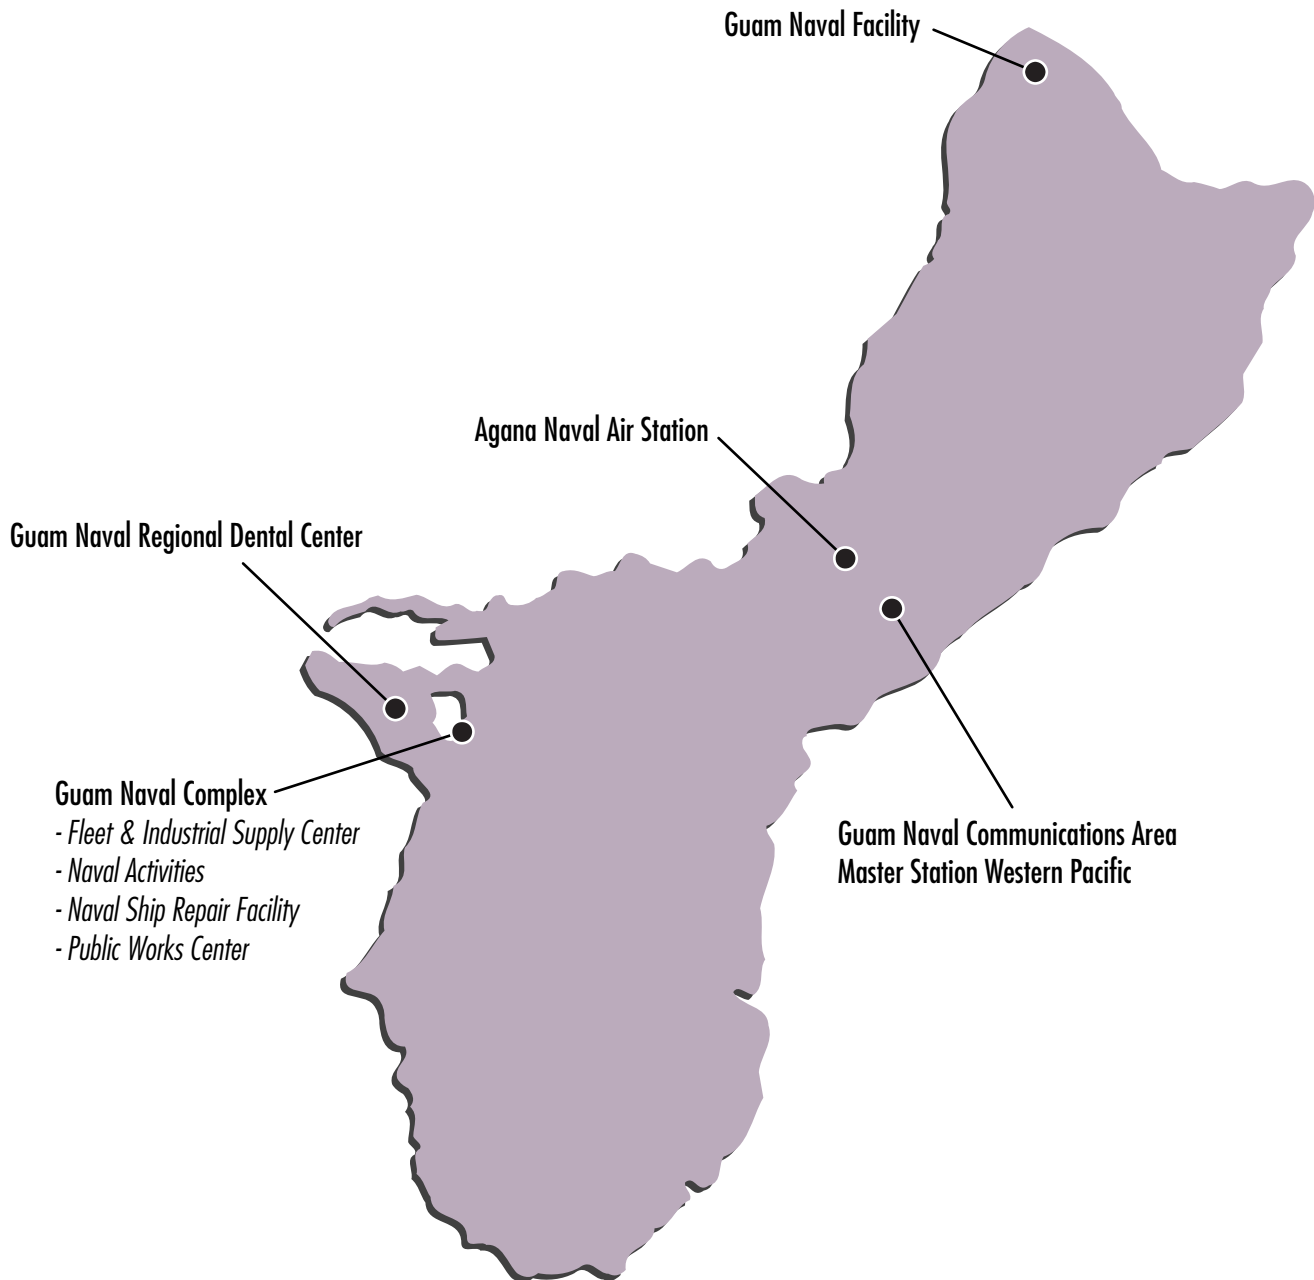 Guam Naval Facility
Agana Naval Air Station
Guam Naval Regional Dental Center
Guam Naval Complex
- Fleet & Industrial Supply Center
- Naval Activities
- Naval Ship Repair Facility
- Public Works Center
Guam Naval Communications Area
Master Station Western Pacific